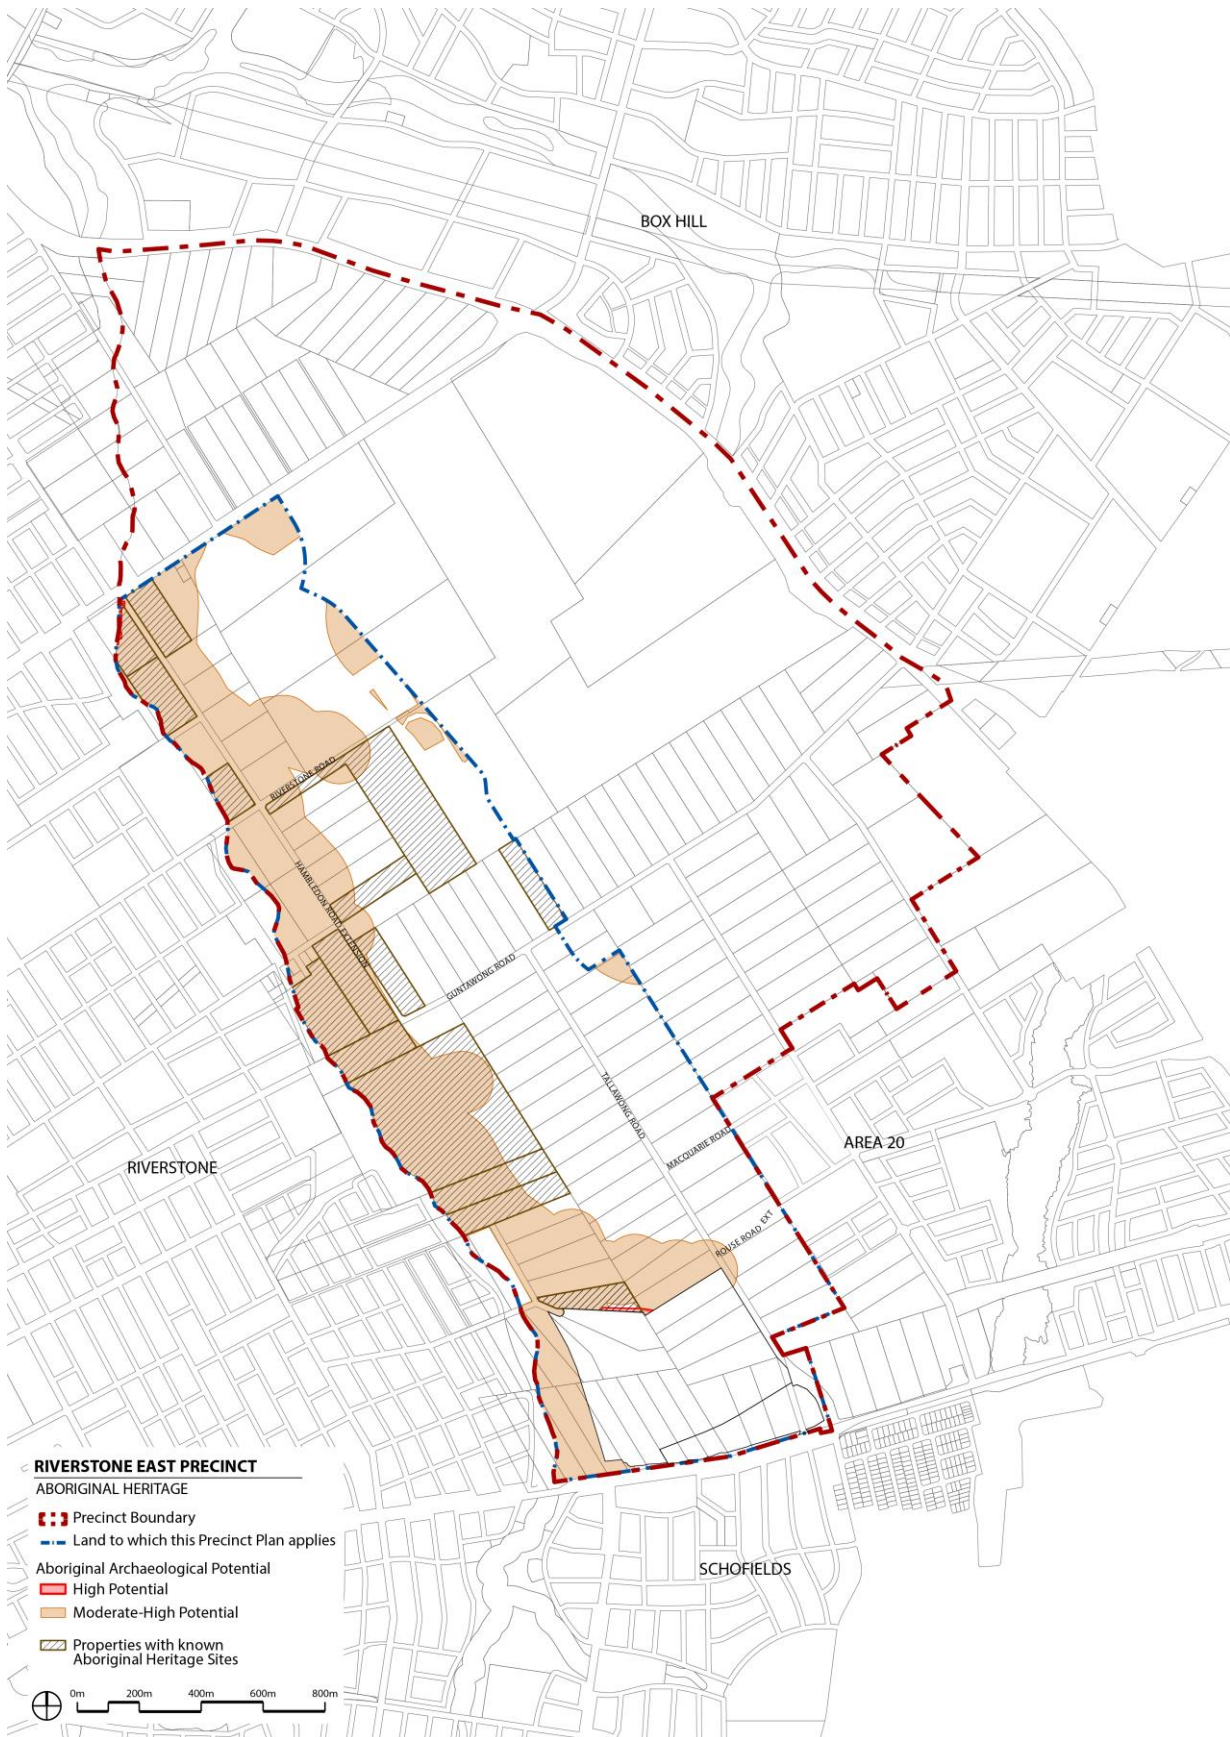 BOX HILL
RIVERSTONE ROAD
HAMBLEDON ROAD EXTENSION
GUNTAWONG ROAD
TALLAWONG ROAD
MACQUARIE ROAD
AREA 20
RIVERSTONE
ROUSE ROAD EXT
SCHOFIELDS
RIVERSTONE EAST PRECINCT
ABORIGINAL HERITAGE
Precinct Boundary
Land to which this Precinct Plan applies
Aboriginal Archaeological Potential
High Potential
Moderate-High Potential
Properties with known
Aboriginal Heritage Sites
0m 200m 400m 600m 800m